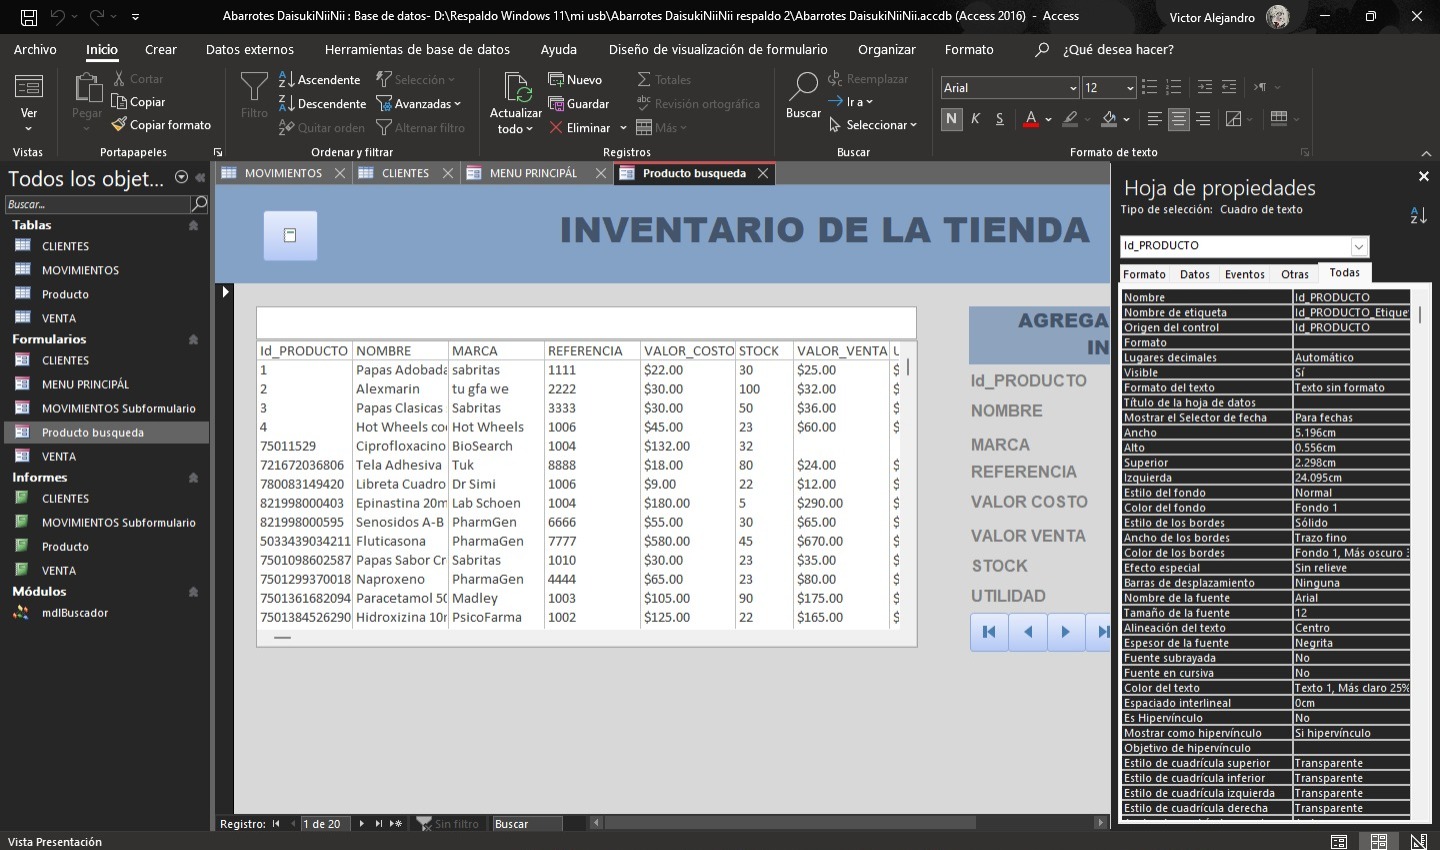 Abarrotes DaisukiNiiNii : Base de datos- D:\Respaldo Windows 11\mi usb\Abarrotes DaisukiNiiNii respaldo 2\Abarrotes DaisukiNiiNii.accdb (Access 2016) - Access
Victor Alejandro
Archivo Inicio Crear Datos externos Herramientas de base de datos Ayuda Diseño de visualización de formulario Organizar Formato ¿Qué desea hacer?
Ver
Vistas
Pegar
Cortar
Copiar
Copiar formato
Portapapeles
Filtro
Ascendente
Descendente
Quitar orden
Selección
Avanzadas
Alternar filtro
Ordenar y filtrar
Actualizar
todo
Nuevo
Guardar
Eliminar
Totales
Revisión ortográfica
Más
Registros
Buscar
Reemplazar
Ir a
Seleccionar
Buscar
Arial 12
N K S
Formato de texto
Todos los objet...
Buscar...
Tablas
CLIENTES
MOVIMIENTOS
Producto
VENTA
Formularios
CLIENTES
MENU PRINCIPÁL
MOVIMIENTOS Subformulario
Producto busqueda
VENTA
Informes
CLIENTES
MOVIMIENTOS Subformulario
Producto
VENTA
Módulos
mdlBuscador
MOVIMIENTOS CLIENTES MENU PRINCIPÁL Producto busqueda
INVENTARIO DE LA TIENDA
Id_PRODUCTO NOMBRE MARCA REFERENCIA VALOR_COSTO STOCK VALOR_VENTA U
1 Papas Adobada sabritas 1111 $22.00 30 $25.00 $
2 Alexmarin tu gfa we 2222 $30.00 100 $32.00 $
3 Papas Clasicas Sabritas 3333 $30.00 50 $36.00 $
4 Hot Wheels co Hot Wheels 1006 $45.00 23 $60.00 $
75011529 Ciprofloxacino BioSearch 1004 $132.00 32
721672036806 Tela Adhesiva Tuk 8888 $18.00 80 $24.00 $
780083149420 Libreta Cuadro Dr Simi 1006 $9.00 22 $12.00 $
821998000403 Epinastina 20m Lab Schoen 1004 $180.00 5 $290.00 $
821998000595 Senosidos A-B PharmGen 6666 $55.00 30 $65.00 $
5033439034211 Fluticasona PharmaGen 7777 $580.00 45 $670.00 $
7501098602587 Papas Sabor Cr Sabritas 1010 $30.00 23 $35.00 $
7501299370018 Naproxeno PharmaGen 4444 $65.00 23 $80.00 $
7501361682094 Paracetamol 50 Madley 1003 $105.00 90 $175.00 $
7501384526290 Hidroxizina 10m PsicoFarma 1002 $125.00 22 $165.00 $
AGREGA
IN
Id_PRODUCTO
NOMBRE
MARCA
REFERENCIA
VALOR COSTO
VALOR VENTA
STOCK
UTILIDAD
Registro: 1 de 20 Sin filtro Buscar
Hoja de propiedades
Tipo de selección: Cuadro de texto
Id_PRODUCTO
Formato Datos Eventos Otras Todas
Nombre Id_PRODUCTO
Nombre de etiqueta Id_PRODUCTO_Etique
Origen del control Id_PRODUCTO
Formato
Lugares decimales Automático
Visible Sí
Formato del texto Texto sin formato
Título de la hoja de datos
Mostrar el Selector de fecha Para fechas
Ancho 5.196cm
Alto 0.556cm
Superior 2.298cm
Izquierda 24.095cm
Estilo del fondo Normal
Color del fondo Fondo 1
Estilo de los bordes Sólido
Ancho de los bordes Trazo fino
Color de los bordes Fondo 1, Más oscuro 3
Efecto especial Sin relieve
Barras de desplazamiento Ninguna
Nombre de la fuente Arial
Tamaño de la fuente 12
Alineación del texto Centro
Espesor de la fuente Negrita
Fuente subrayada No
Fuente en cursiva No
Color del texto Texto 1, Más claro 25%
Espaciado interlineal 0cm
Es Hipervínculo No
Mostrar como hipervínculo Si hipervínculo
Objetivo de hipervínculo
Estilo de cuadrícula superior Transparente
Estilo de cuadrícula inferior Transparente
Estilo de cuadrícula izquierda Transparente
Estilo de cuadrícula derecha Transparente
Vista Presentación